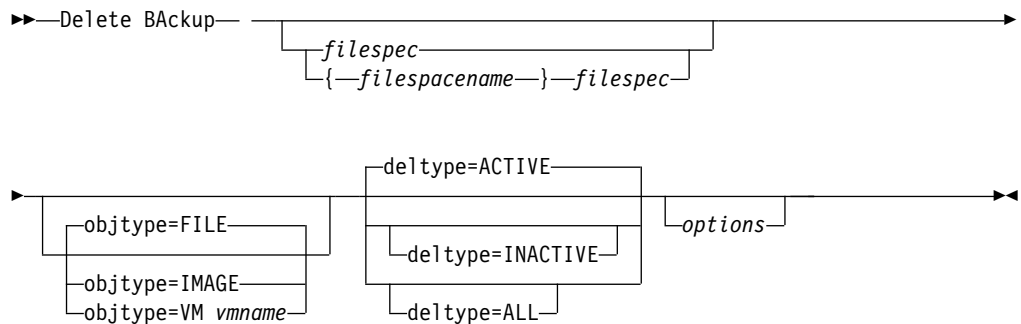 Delete BAckup
filespec
{ filespacename } filespec
deltype=ACTIVE
objtype=FILE
options
deltype=INACTIVE
objtype=IMAGE
objtype=VM vmname
deltype=ALL